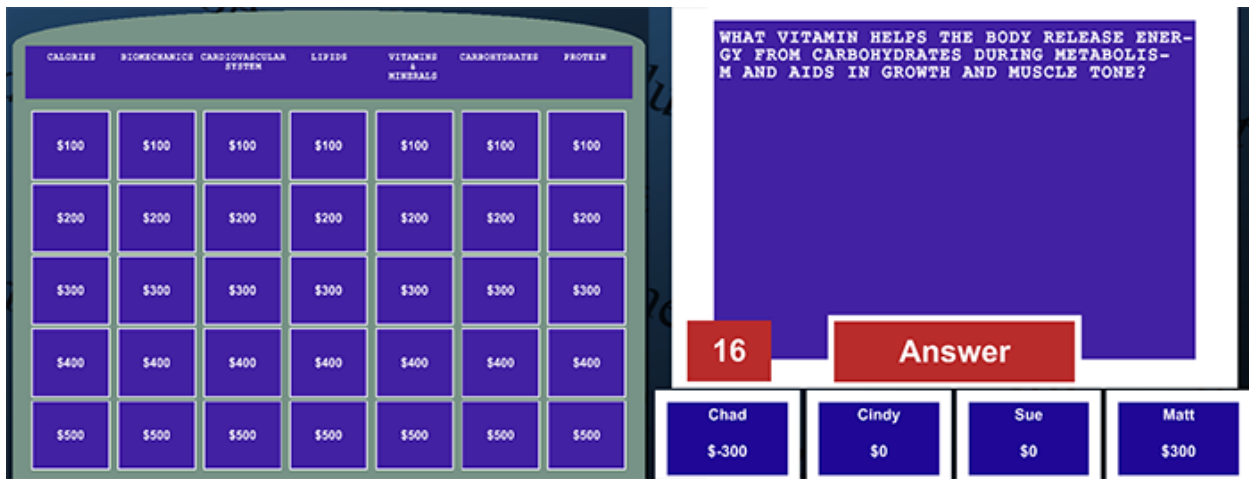 CALORIES BIOMECHANICS CARDIOVASCULAR SYSTEM LIPIDS VITAMINS & MINERALS CARBOHYDRATES PROTEIN
$100 $100 $100 $100 $100 $100 $100
$200 $200 $200 $200 $200 $200 $200
$300 $300 $300 $300 $300 $300 $300
$400 $400 $400 $400 $400 $400 $400
$500 $500 $500 $500 $500 $500 $500
WHAT VITAMIN HELPS THE BODY RELEASE ENER-
GY FROM CARBOHYDRATES DURING METABOLIS-
M AND AIDS IN GROWTH AND MUSCLE TONE?
16 Answer
Chad Cindy Sue Matt
$-300 $0 $0 $300